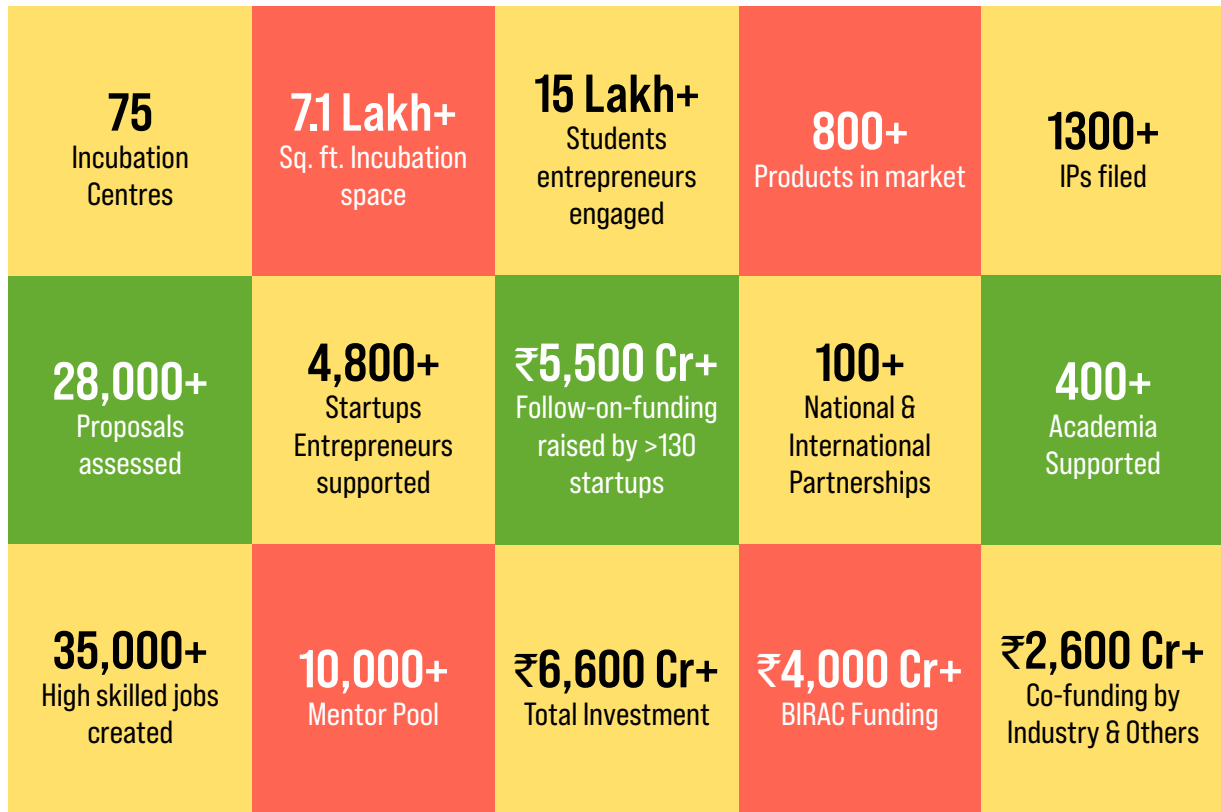 75
Incubation
Centres
7.1 Lakh+
Sq. ft. Incubation
space
15 Lakh+
Students
entrepreneurs
engaged
800+
Products in market
1300+
IPs filed
28,000+
Proposals
assessed
4,800+
Startups
Entrepreneurs
supported
₹5,500 Cr+
Follow-on-funding
raised by >130
startups
100+
National &
International
Partnerships
400+
Academia
Supported
35,000+
High skilled jobs
created
10,000+
Mentor Pool
₹6,600 Cr+
Total Investment
₹4,000 Cr+
BIRAC Funding
₹2,600 Cr+
Co-funding by
Industry & Others